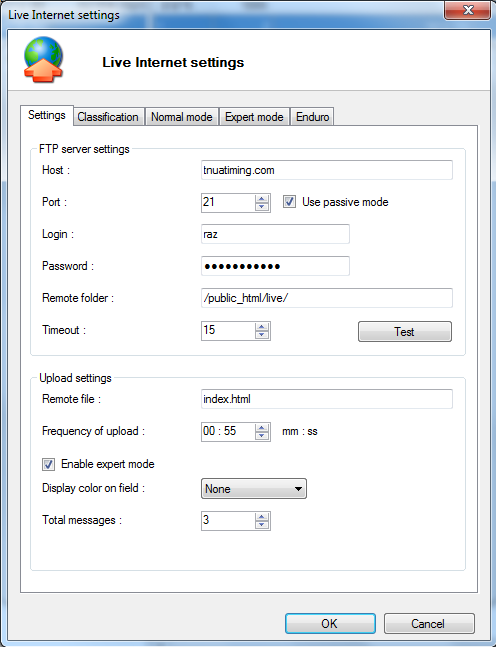 Live Internet settings
Live Internet settings
Settings Classification Normal mode Expert mode Enduro
FTP server settings
Host : tnuatiming.com
Port : 21 Use passive mode
Login : raz
Password : ●●●●●●●●●●●
Remote folder : /public_html/live/
Timeout : 15 Test
Upload settings
Remote file : index.html
Frequency of upload : 00 : 55 mm : ss
Enable expert mode
Display color on field : None
Total messages : 3
OK Cancel